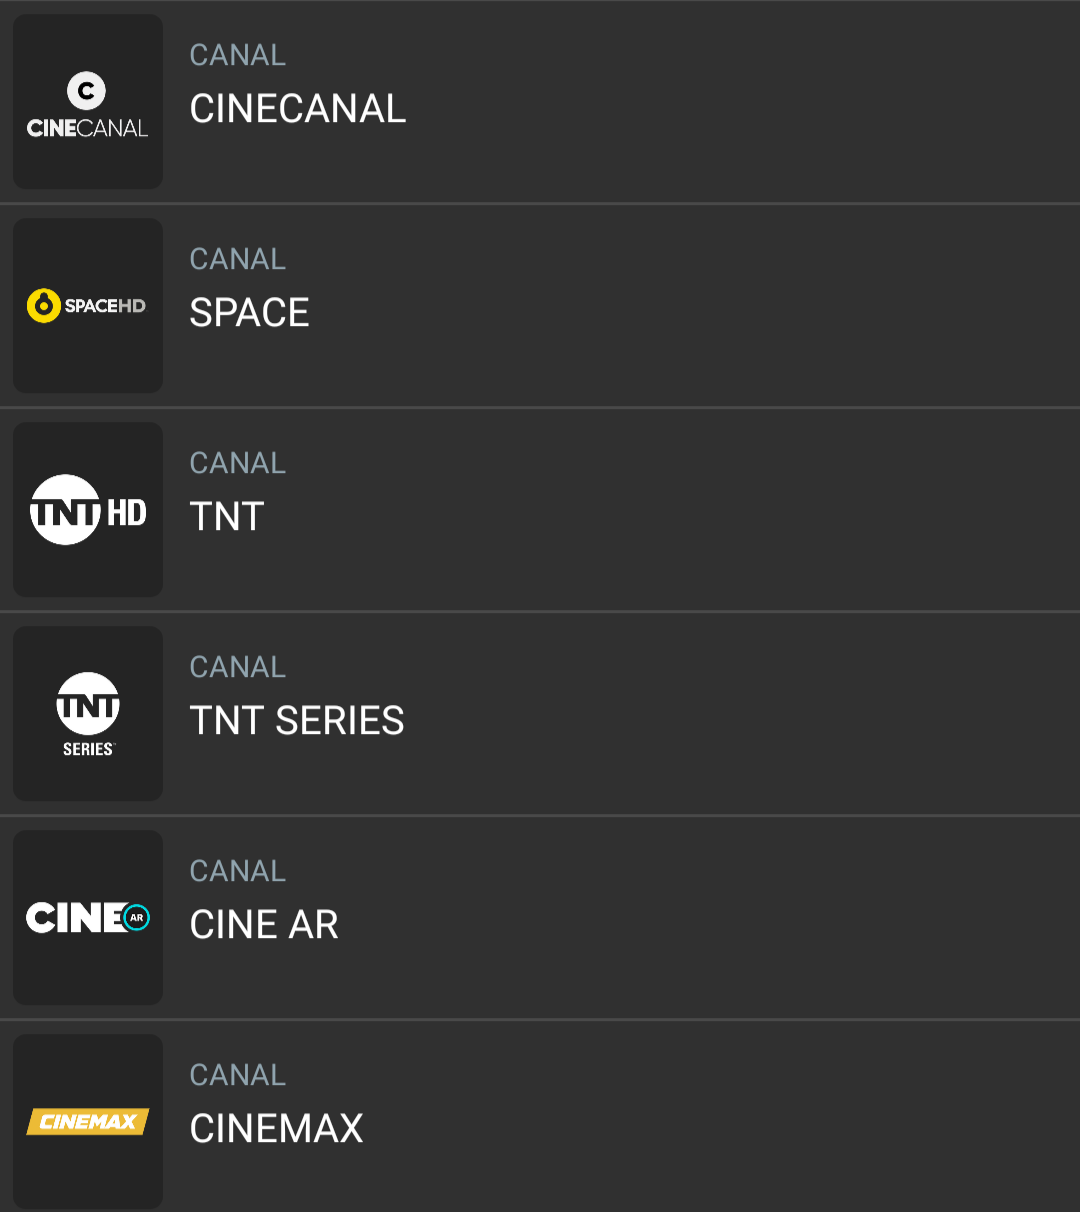 C
CINECANAL
CANAL
CINECANAL
SPACEHD
CANAL
SPACE
TNT HD
CANAL
TNT
TNT
SERIES
CANAL
TNT SERIES
CINE AR
CANAL
CINE AR
CINEMAX
CANAL
CINEMAX